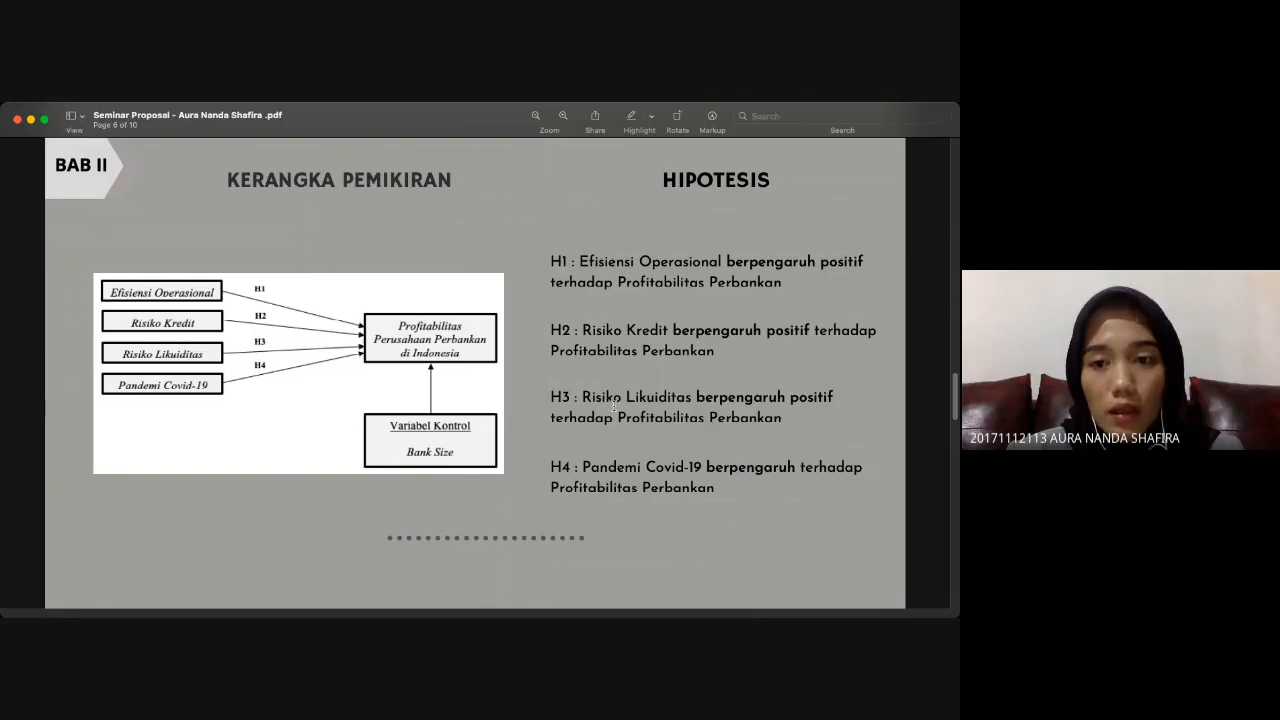 Seminar Proposal - Aura Nanda Shafira .pdf
Page 6 of 10
View
Zoom
Share
Highlight
Rotate
Markup
Search
Search
BAB II
KERANGKA PEMIKIRAN
HIPOTESIS
Efisiensi Operasional
Risiko Kredit
Risiko Likuiditas
Pandemi Covid-19
H1
H2
H3
H4
Profitabilitas
Perusahaan Perbankan
di Indonesia
Variabel Kontrol
Bank Size
H1 : Efisiensi Operasional berpengaruh positif
terhadap Profitabilitas Perbankan
H2 : Risiko Kredit berpengaruh positif terhadap
Profitabilitas Perbankan
H3 : Risiko Likuiditas berpengaruh positif
terhadap Profitabilitas Perbankan
H4 : Pandemi Covid-19 berpengaruh terhadap
Profitabilitas Perbankan
20171112113 AURA NANDA SHAFIRA